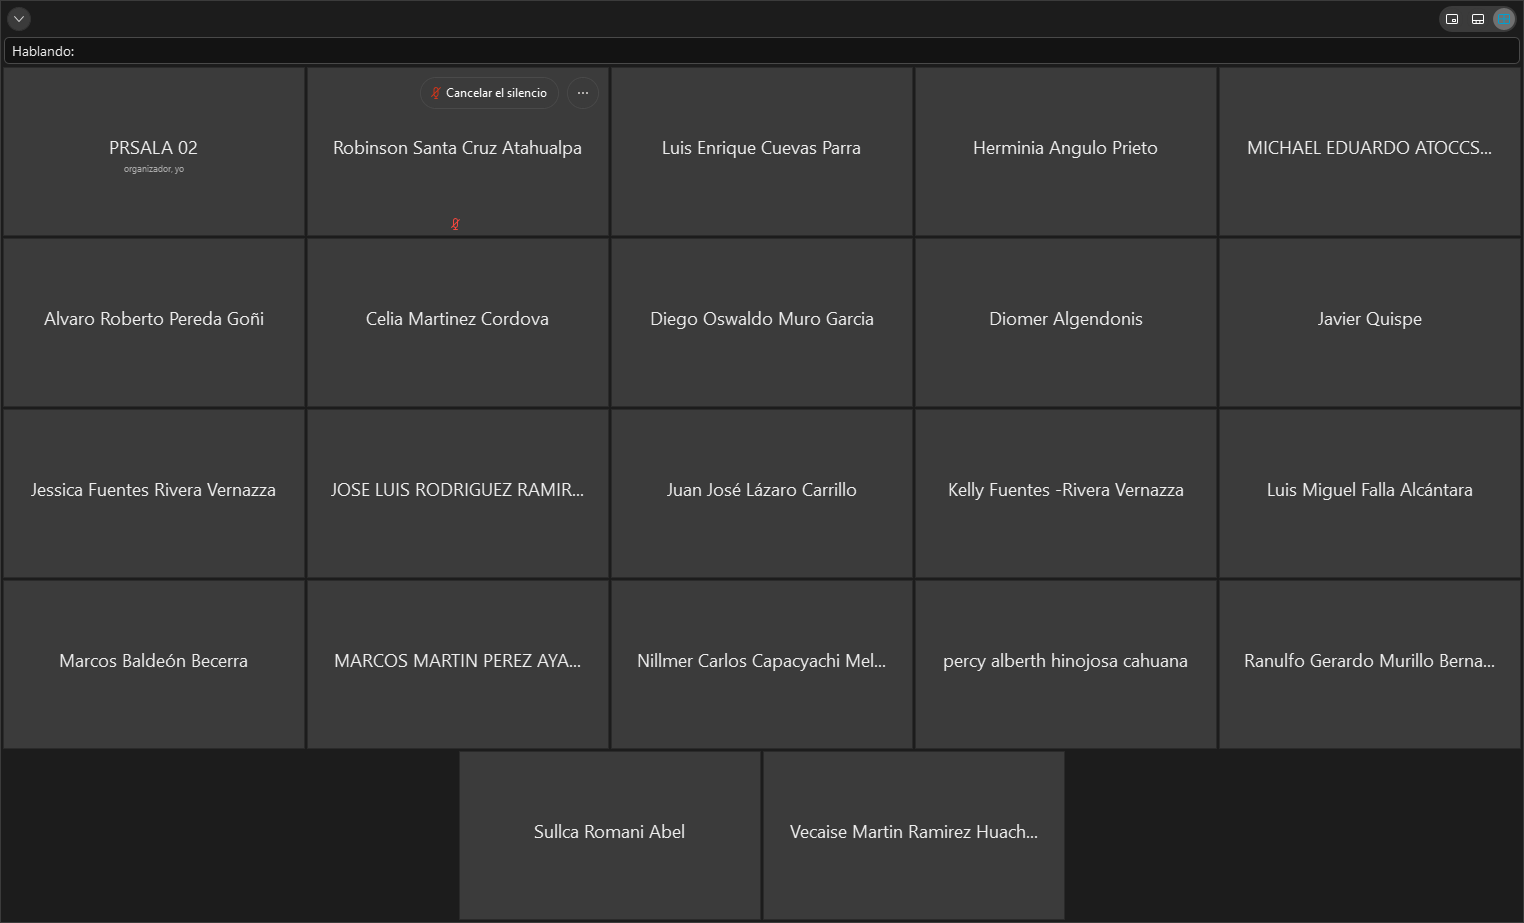 Hablando:
PRSALA 02
organizador, yo
Cancelar el silencio
Robinson Santa Cruz Atahualpa
Luis Enrique Cuevas Parra
Herminia Angulo Prieto
MICHAEL EDUARDO ATOCCS...
Alvaro Roberto Pereda Goñi
Celia Martinez Cordova
Diego Oswaldo Muro Garcia
Diomer Algendonis
Javier Quispe
Jessica Fuentes Rivera Vernazza
JOSE LUIS RODRIGUEZ RAMIR...
Juan José Lázaro Carrillo
Kelly Fuentes -Rivera Vernazza
Luis Miguel Falla Alcántara
Marcos Baldeón Becerra
MARCOS MARTIN PEREZ AYA...
Nillmer Carlos Capacyachi Mel...
percy alberth hinojosa cahuana
Ranulfo Gerardo Murillo Berna...
Sullca Romani Abel
Vecaise Martin Ramirez Huach...